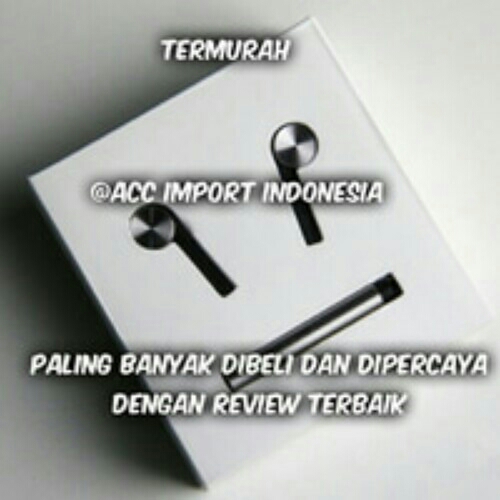 TERMURAH
@ACC IMPORT INDONESIA
PALING BANYAK DIBELI DAN DIPERCAYA
DENGAN REVIEW TERBAIK